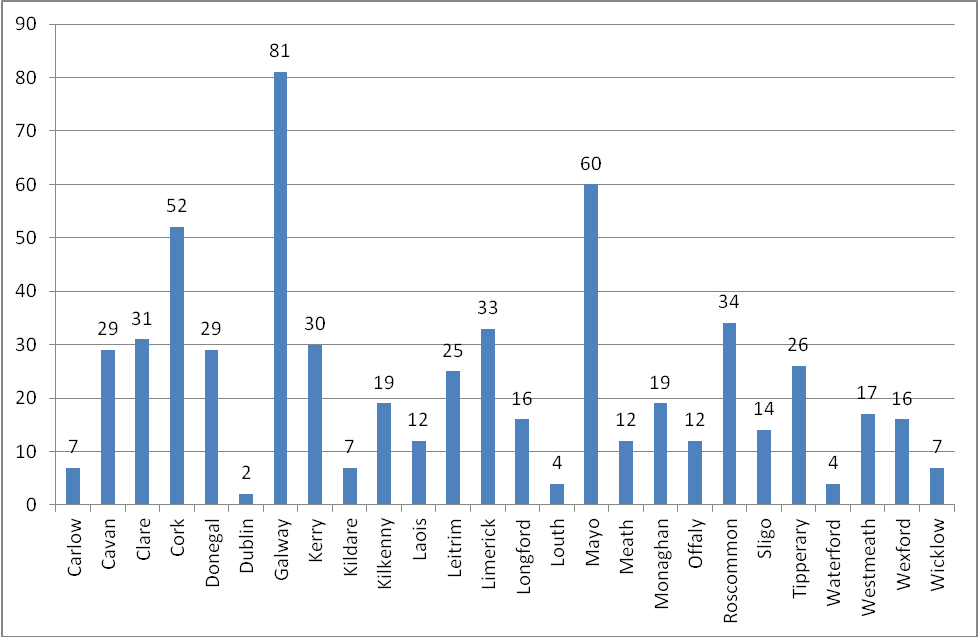 90
80
70
60
50
40
30
20
10
0
7
29
31
52
29
2
81
30
7
19
12
25
33
16
4
60
12
19
12
34
14
26
4
17
16
7
Carlow
Cavan
Clare
Cork
Donegal
Dublin
Galway
Kerry
Kildare
Kilkenny
Laois
Leitrim
Limerick
Longford
Louth
Mayo
Meath
Monaghan
Offaly
Roscommon
Sligo
Tipperary
Waterford
Westmeath
Wexford
Wicklow